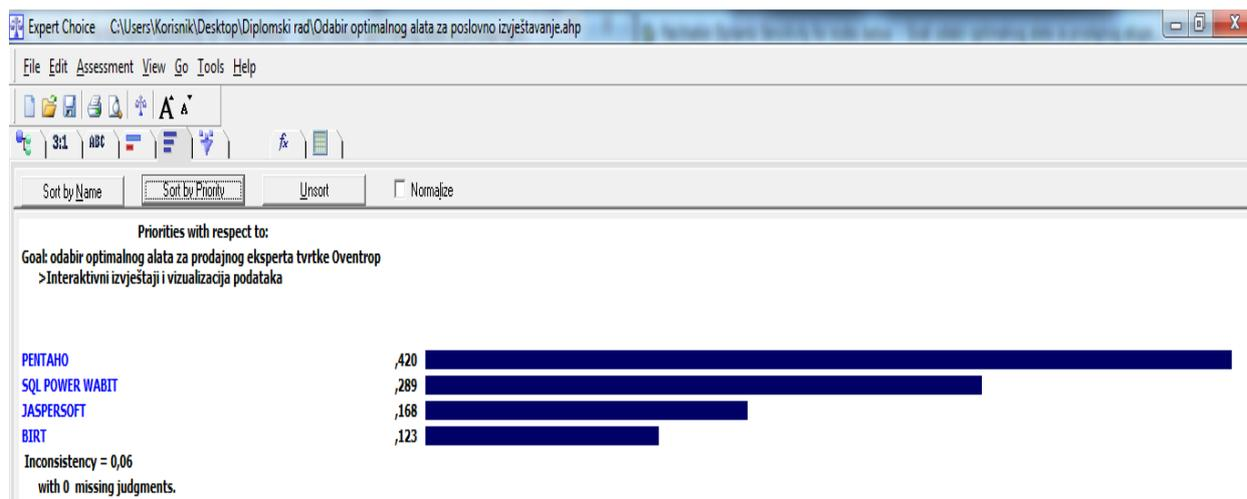 Expert Choice C:\Users\Korisnik\Desktop\Diplomski rad\Odabir optimalnog alata za poslovno izvještavanje.ahp
File Edit Assessment View Go Tools Help
A A
3:1 ABC fx
Sort by Name Sort by Priority Unsort Normalize
Priorities with respect to:
Goal: odabir optimalnog alata za prodajnog eksperta tvrtke Oventrop
>Interaktivni izvještaji i vizualizacija podataka
PENTAHO ,420
SQL POWER WABIT ,289
JASPERSOFT ,168
BIRT ,123
Inconsistency = 0,06
with 0 missing judgments.